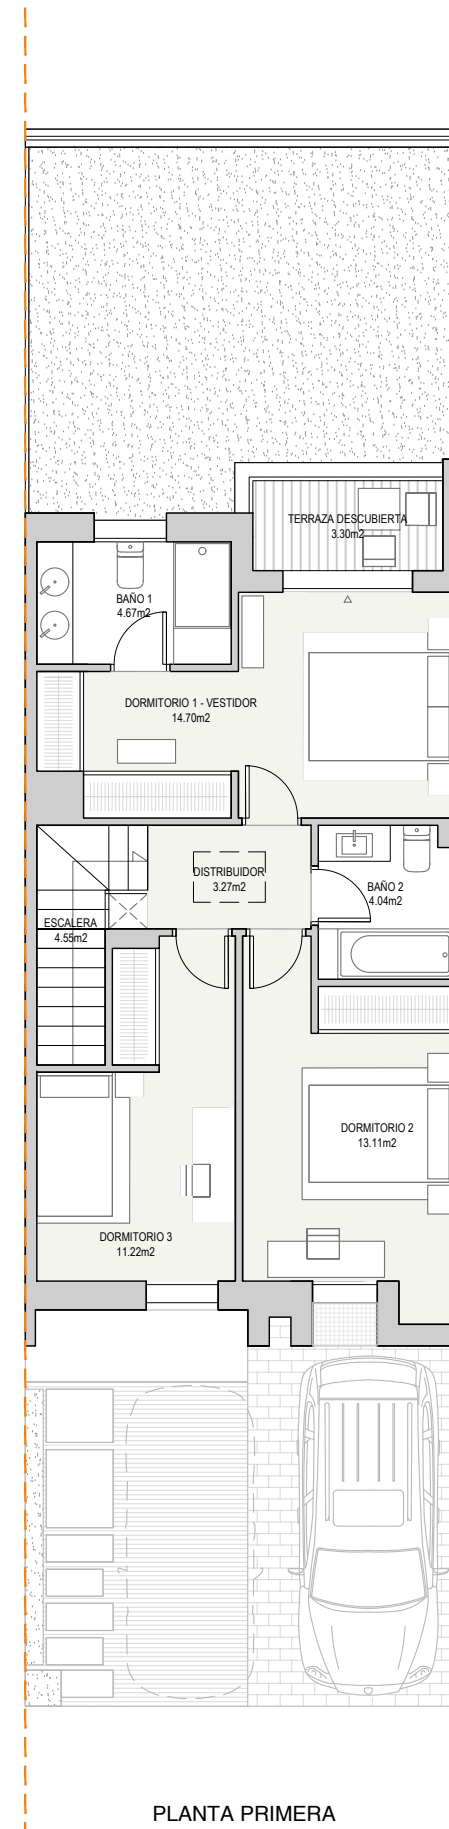 TERRAZA DESCUBIERTA
3.30m2
BAÑO 1
4.67m2
DORMITORIO 1 - VESTIDOR
14.70m2
DISTRIBUIDOR
3.27m2
BAÑO 2
4.04m2
ESCALERA
4.55m2
DORMITORIO 2
13.11m2
DORMITORIO 3
11.22m2
PLANTA PRIMERA